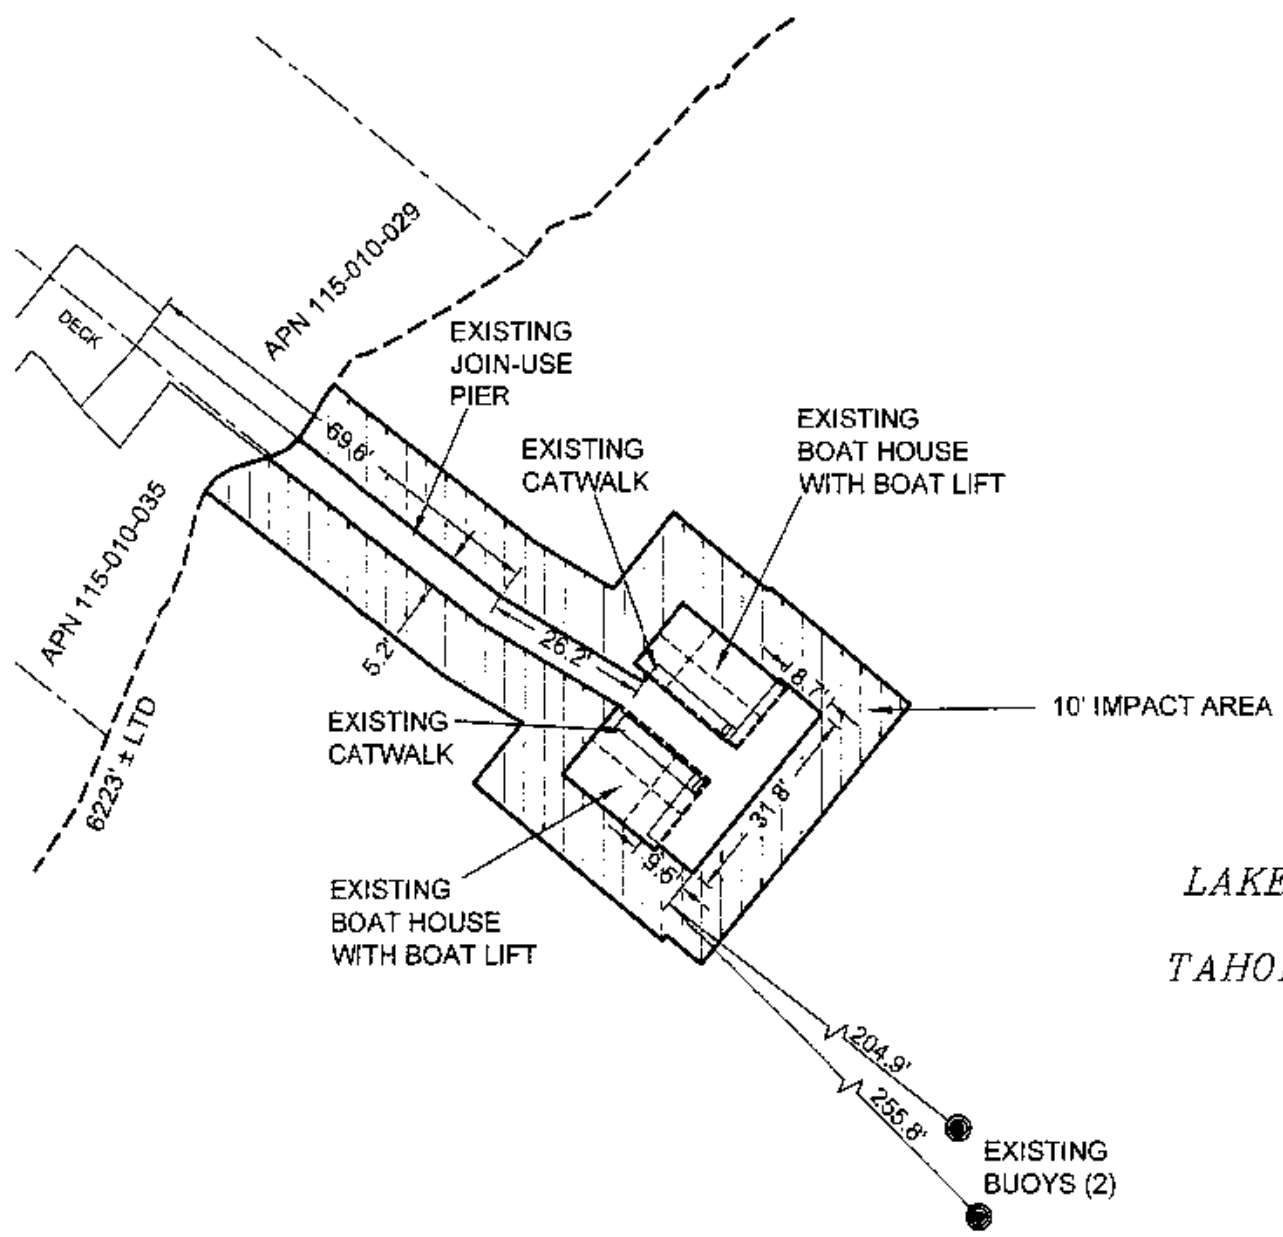 APN 115-010-029
DECK
EXISTING
JOIN-USE
PIER
69.6'
EXISTING
CATWALK
EXISTING
BOAT HOUSE
WITH BOAT LIFT
APN 115-010-035
5.2'
26.2'
8.7'
10' IMPACT AREA
EXISTING
CATWALK
6223' ± LTD
31.8'
9.6'
EXISTING
BOAT HOUSE
WITH BOAT LIFT
LAKE
204.9'
255.8'
EXISTING
BUOYS (2)